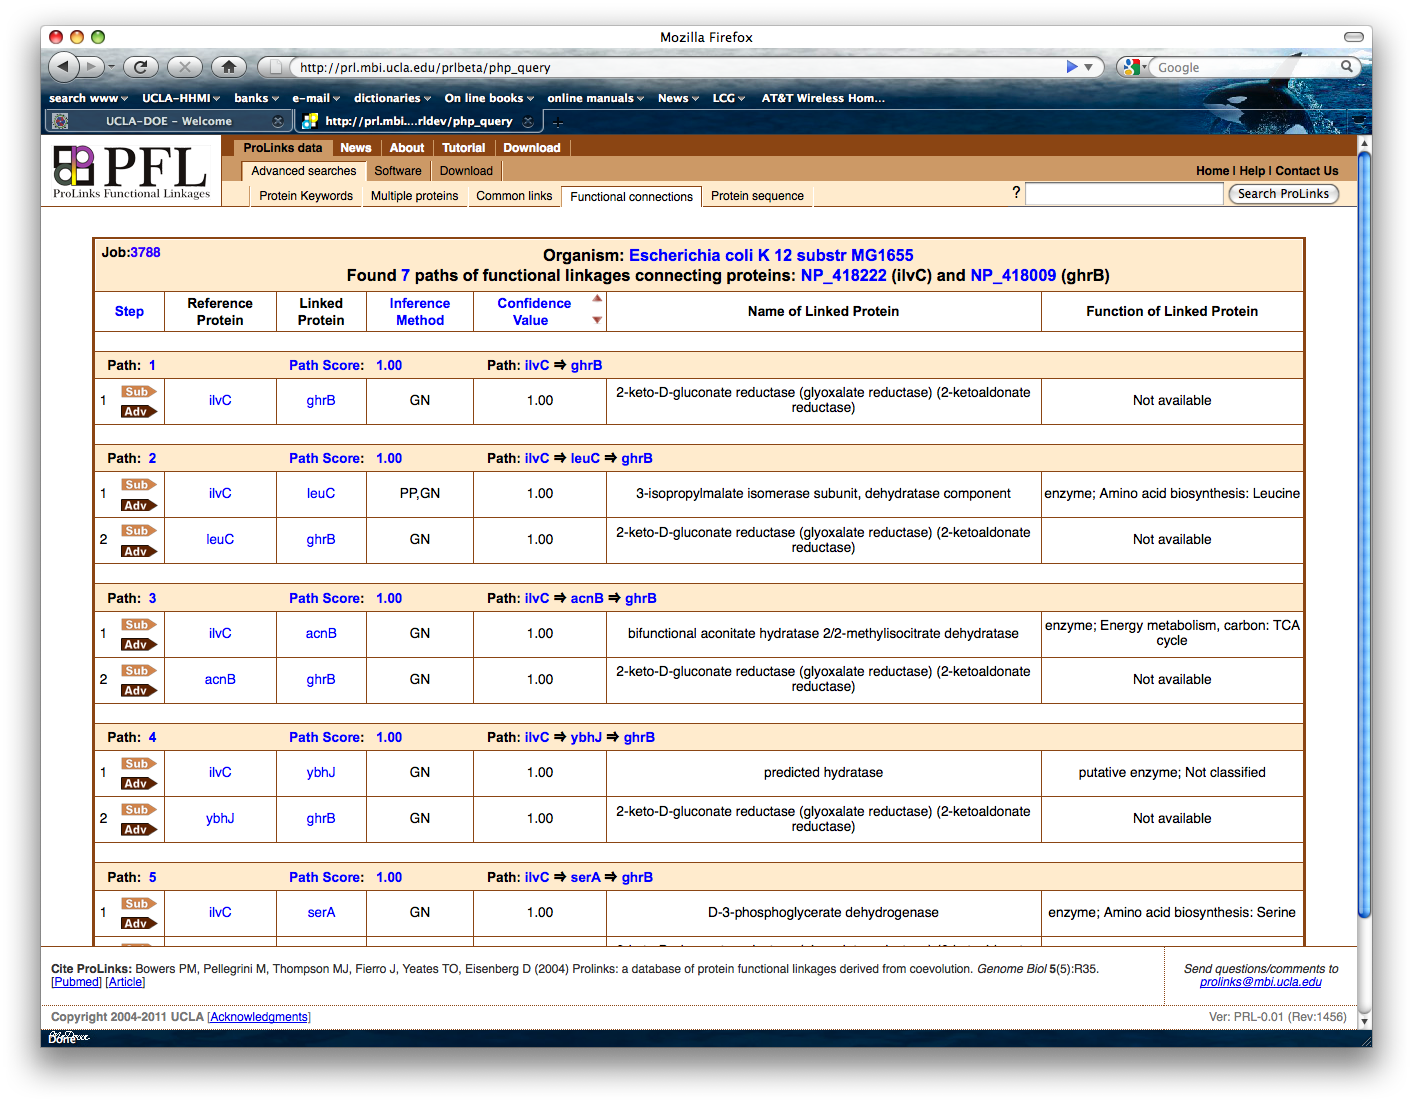 Mozilla Firefox
http://prl.mbi.ucla.edu/prlbeta/php_query
Google
search www UCLA-HHMI banks e-mail dictionaries On line books online manuals News LCG AT&T Wireless Hom...
UCLA-DOE - Welcome http://prl.mbi....rldev/php_query
PFL
ProLinks Functional Linkages
ProLinks data News About Tutorial Download
Advanced searches Software Download
Home | Help | Contact Us
Protein Keywords Multiple proteins Common links Functional connections Protein sequence
? Search ProLinks
Job:3788
Organism: Escherichia coli K 12 substr MG1655
Found 7 paths of functional linkages connecting proteins: NP_418222 (ilvC) and NP_418009 (ghrB)
Step Reference Protein Linked Protein Inference Method Confidence Value Name of Linked Protein Function of Linked Protein
Path: 1 Path Score: 1.00 Path: ilvC ⇒ ghrB
1 Sub Adv ilvC ghrB GN 1.00 2-keto-D-gluconate reductase (glyoxalate reductase) (2-ketoaldonate reductase) Not available
Path: 2 Path Score: 1.00 Path: ilvC ⇒ leuC ⇒ ghrB
1 Sub Adv ilvC leuC PP,GN 1.00 3-isopropylmalate isomerase subunit, dehydratase component enzyme; Amino acid biosynthesis: Leucine
2 Sub Adv leuC ghrB GN 1.00 2-keto-D-gluconate reductase (glyoxalate reductase) (2-ketoaldonate reductase) Not available
Path: 3 Path Score: 1.00 Path: ilvC ⇒ acnB ⇒ ghrB
1 Sub Adv ilvC acnB GN 1.00 bifunctional aconitate hydratase 2/2-methylisocitrate dehydratase enzyme; Energy metabolism, carbon: TCA cycle
2 Sub Adv acnB ghrB GN 1.00 2-keto-D-gluconate reductase (glyoxalate reductase) (2-ketoaldonate reductase) Not available
Path: 4 Path Score: 1.00 Path: ilvC ⇒ ybhJ ⇒ ghrB
1 Sub Adv ilvC ybhJ GN 1.00 predicted hydratase putative enzyme; Not classified
2 Sub Adv ybhJ ghrB GN 1.00 2-keto-D-gluconate reductase (glyoxalate reductase) (2-ketoaldonate reductase) Not available
Path: 5 Path Score: 1.00 Path: ilvC ⇒ serA ⇒ ghrB
1 Sub Adv ilvC serA GN 1.00 D-3-phosphoglycerate dehydrogenase enzyme; Amino acid biosynthesis: Serine
Cite ProLinks: Bowers PM, Pellegrini M, Thompson MJ, Fierro J, Yeates TO, Eisenberg D (2004) Prolinks: a database of protein functional linkages derived from coevolution. Genome Biol 5(5):R35.
[Pubmed] [Article]
Send questions/comments to
prolinks@mbi.ucla.edu
Copyright 2004-2011 UCLA [Acknowledgments]
Ver: PRL-0.01 (Rev:1456)
Done